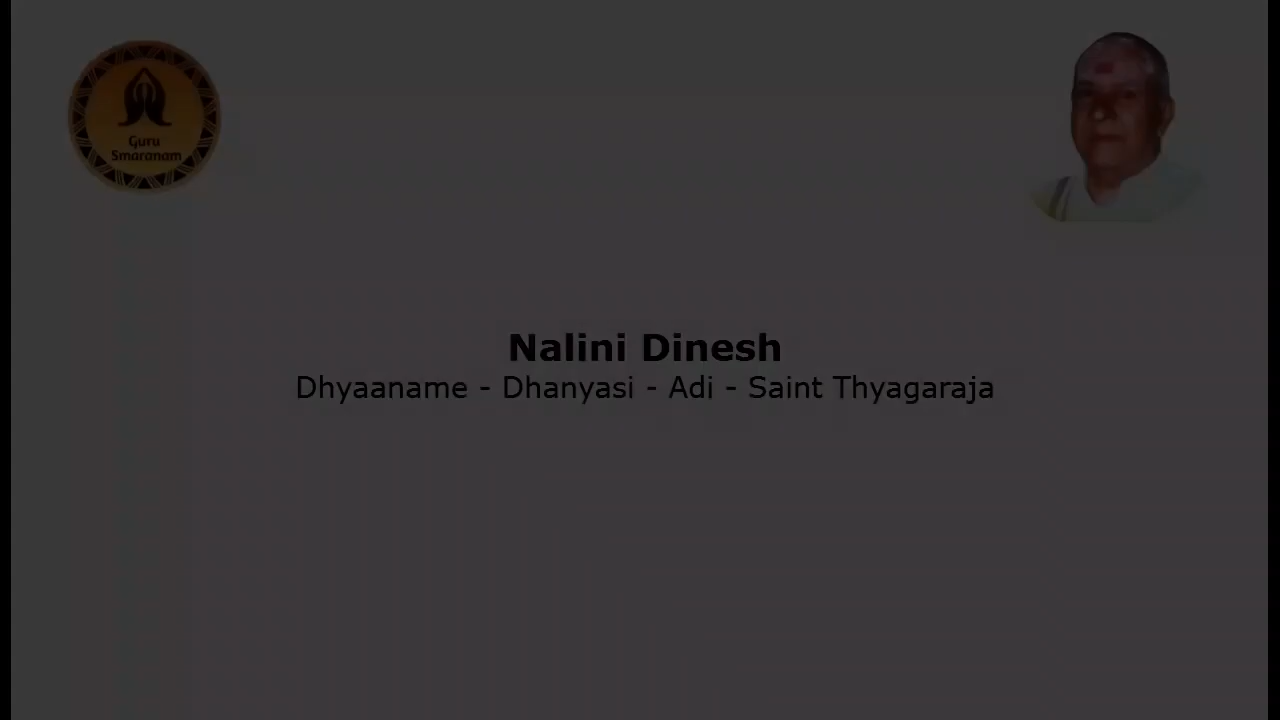 Guru
Smaranam
Nalini Dinesh
Dhyaaname - Dhanyasi - Adi - Saint Thyagaraja